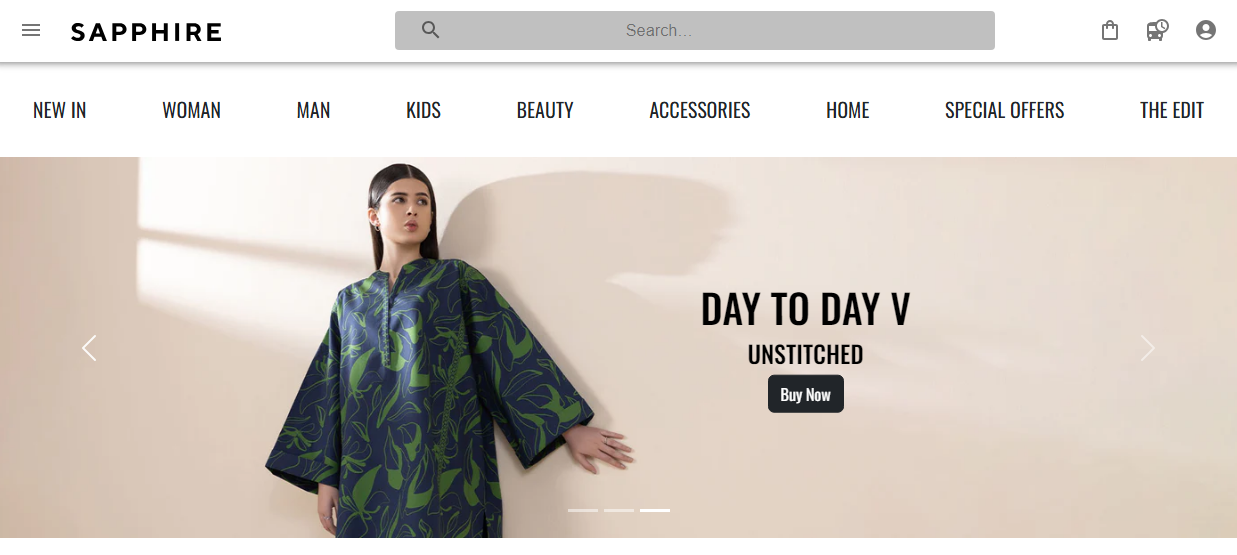 SAPPHIRE
Search...
NEW IN WOMAN MAN KIDS BEAUTY ACCESSORIES HOME SPECIAL OFFERS THE EDIT
DAY TO DAY V
UNSTITCHED
Buy Now